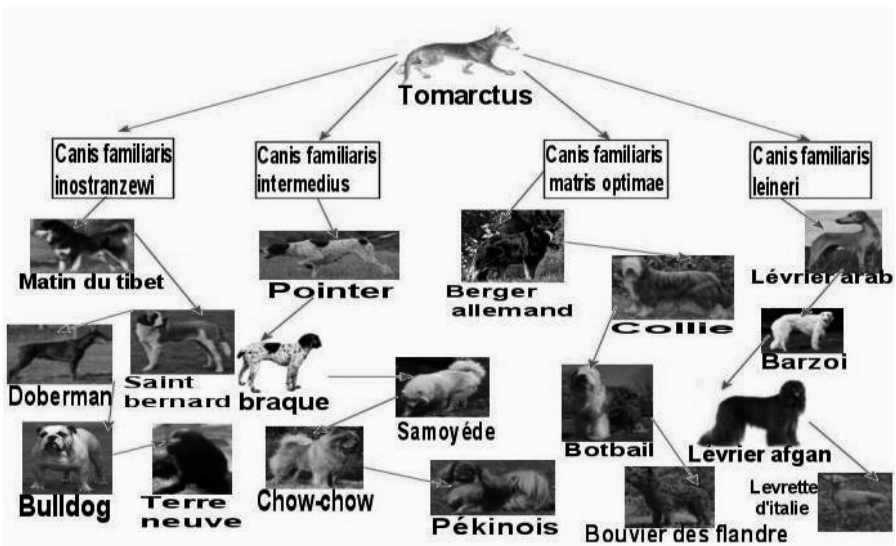 Tomarctus
Canis familiaris
inostranzewi
Canis familiaris
intermedius
Canis familiaris
matris optimae
Canis familiaris
leineri
Matin du tibet
Pointer
Berger
allemand
Collie
Lévrier arab
Doberman
Saint
bernard
braque
Samoyéde
Botbail
Barzoi
Lévrier afgan
Bulldog
Terre
neuve
Chow-chow
Pékinois
Bouvier des flandre
Levrette
d'italie